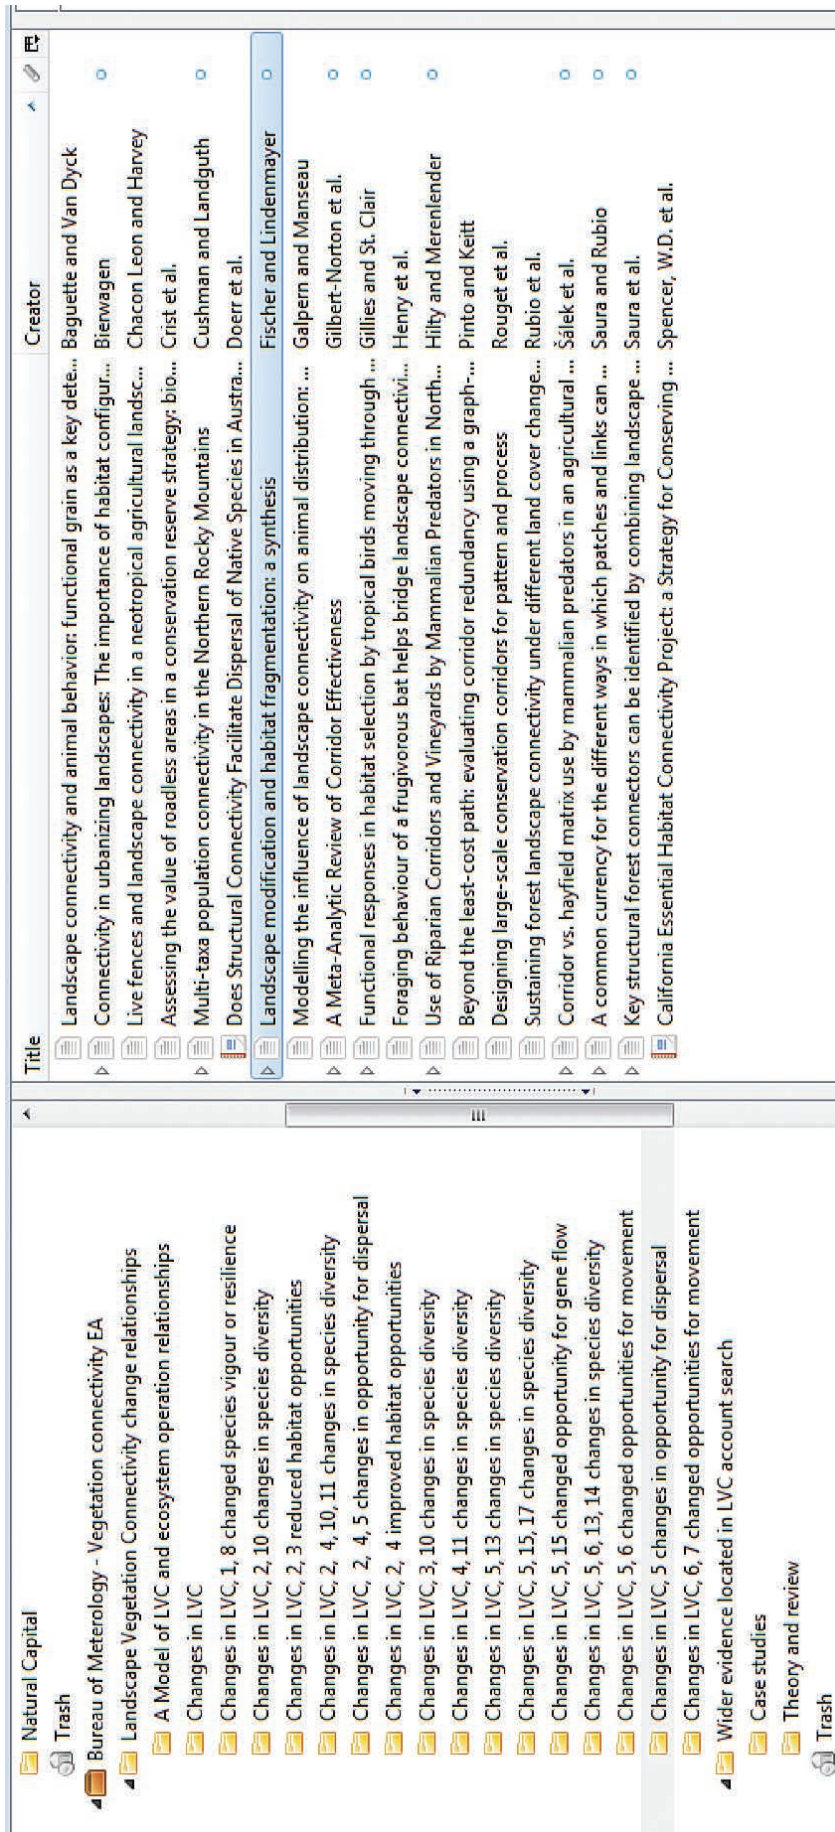 Natural Capital
Trash
Bureau of Meterology - Vegetation connectivity EA
Landscape Vegetation Connectivity change relationships
A Model of LVC and ecosystem operation relationships
Changes in LVC
Changes in LVC, 1, 8 changed species vigour or resilience
Changes in LVC, 2, 10 changes in species diversity
Changes in LVC, 2, 3 reduced habitat opportunities
Changes in LVC, 2, 4, 10, 11 changes in species diversity
Changes in LVC, 2, 4, 5 changes in opportunity for dispersal
Changes in LVC, 2, 4 improved habitat opportunities
Changes in LVC, 3, 10 changes in species diversity
Changes in LVC, 4, 11 changes in species diversity
Changes in LVC, 5, 13 changes in species diversity
Changes in LVC, 5, 15, 17 changes in species diversity
Changes in LVC, 5, 15 changed opportunity for gene flow
Changes in LVC, 5, 6, 13, 14 changes in species diversity
Changes in LVC, 5, 6 changed opportunities for movement
Changes in LVC, 5 changes in opportunity for dispersal
Changes in LVC, 6, 7 changed opportunities for movement
Wider evidence located in LVC account search
Case studies
Theory and review
Trash
Title Creator
Landscape connectivity and animal behavior: functional grain as a key dete... Baguette and Van Dyck
Connectivity in urbanizing landscapes: The importance of habitat configur... Bierwagen
Live fences and landscape connectivity in a neotropical agricultural landsc... Chacon Leon and Harvey
Assessing the value of roadless areas in a conservation reserve strategy: bio... Crist et al.
Multi-taxa population connectivity in the Northern Rocky Mountains Cushman and Landguth
Does Structural Connectivity Facilitate Dispersal of Native Species in Austra... Doerr et al.
Landscape modification and habitat fragmentation: a synthesis Fischer and Lindenmayer
Modelling the influence of landscape connectivity on animal distribution: ... Galpern and Manseau
A Meta-Analytic Review of Corridor Effectiveness Gilbert-Norton et al.
Functional responses in habitat selection by tropical birds moving through ... Gillies and St. Clair
Foraging behaviour of a frugivorous bat helps bridge landscape connectivi... Henry et al.
Use of Riparian Corridors and Vineyards by Mammalian Predators in North... Hilty and Merenlender
Beyond the least-cost path: evaluating corridor redundancy using a graph-... Pinto and Keitt
Designing large-scale conservation corridors for pattern and process Rouget et al.
Sustaining forest landscape connectivity under different land cover change... Rubio et al.
Corridor vs. hayfield matrix use by mammalian predators in an agricultural ... Šálek et al.
A common currency for the different ways in which patches and links can ... Saura and Rubio
Key structural forest connectors can be identified by combining landscape ... Saura et al.
California Essential Habitat Connectivity Project: a Strategy for Conserving ... Spencer, W.D. et al.